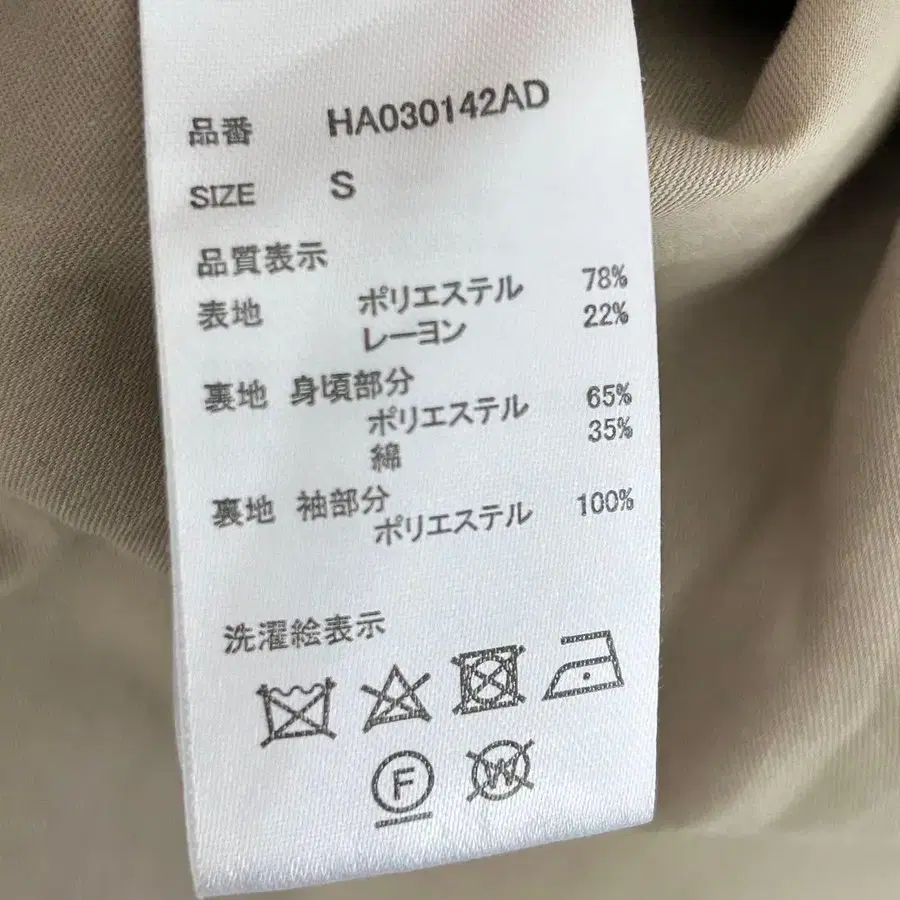 品番 HA030142AD
SIZE S
品質表示
表地 ポリエステル 78%
レーヨン 22%
裏地 身頃部分
ポリエステル 65%
綿 35%
裏地 袖部分
ポリエステル 100%
洗濯絵表示
F W